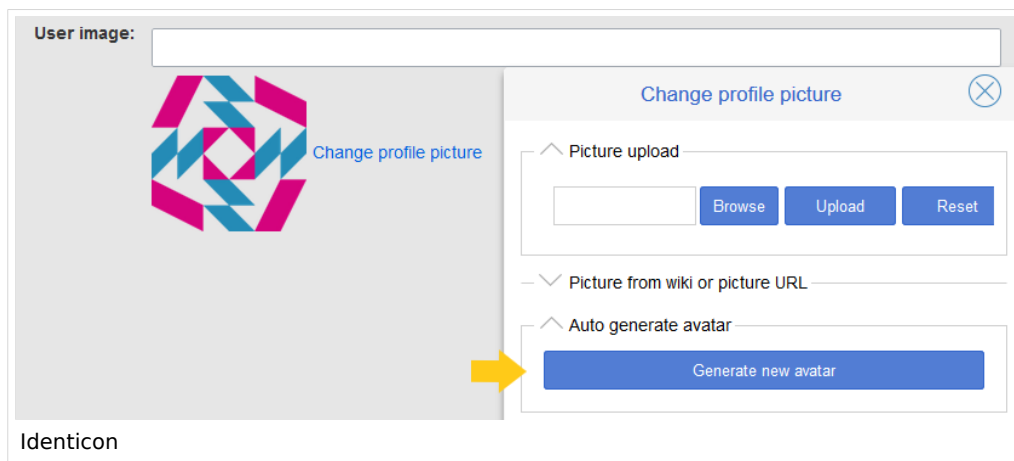 User image:
Change profile picture
Change profile picture
Picture upload
Browse Upload Reset
Picture from wiki or picture URL
Auto generate avatar
Generate new avatar
Identicon